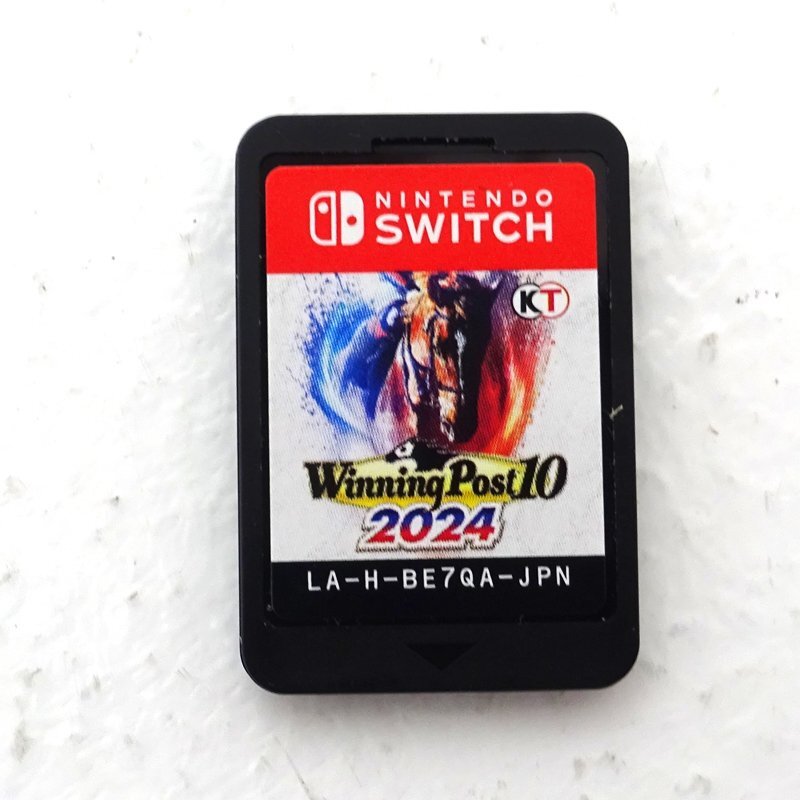 NINTENDO
SWITCH
KT
Winning Post 10
2024
LA-H-BE7QA-JPN